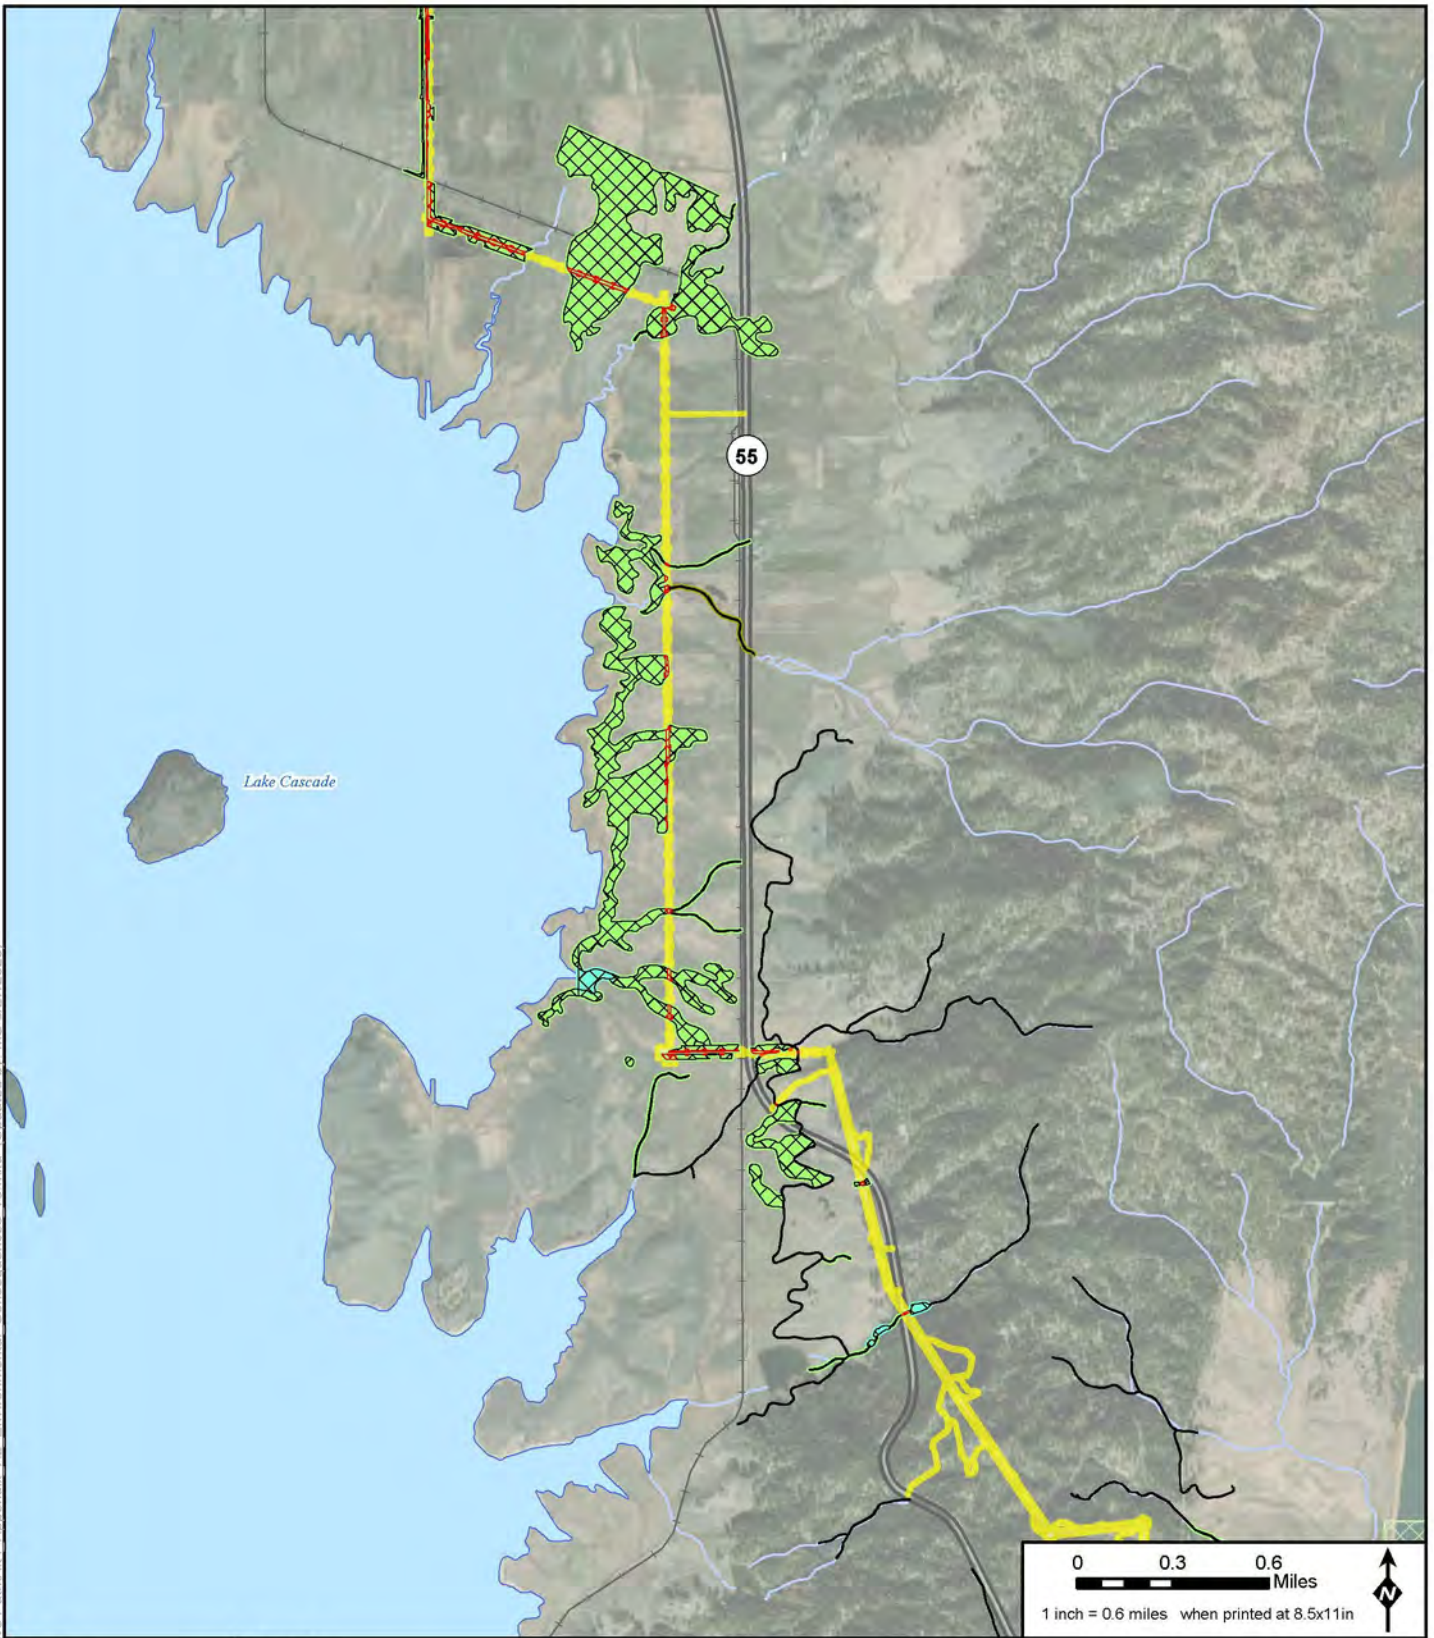 55
Lake Cascade
0 0.3 0.6
Miles
1 inch = 0.6 miles when printed at 8.5x11in
N